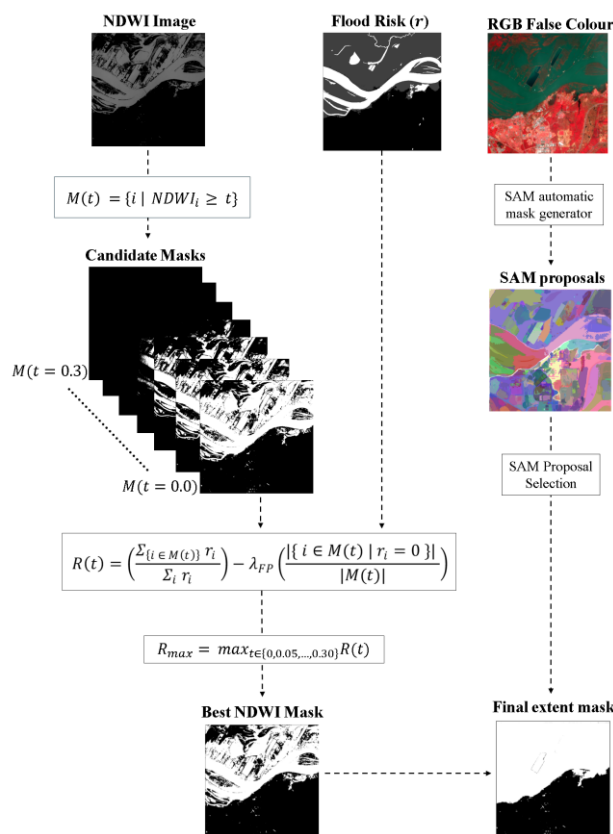 NDWI Image
Flood Risk (r)
RGB False Colour
M(t) = {i | NDWI_i ≥ t}
SAM automatic
mask generator
Candidate Masks
SAM proposals
M(t = 0.3)
M(t = 0.0)
SAM Proposal
Selection
R(t) = (Σ_{i ∈ M(t)} r_i / Σ_i r_i) − λ_FP (|{ i ∈ M(t) | r_i = 0 }| / |M(t)|)
R_max = max_{t∈{0,0.05,…,0.30}} R(t)
Best NDWI Mask
Final extent mask